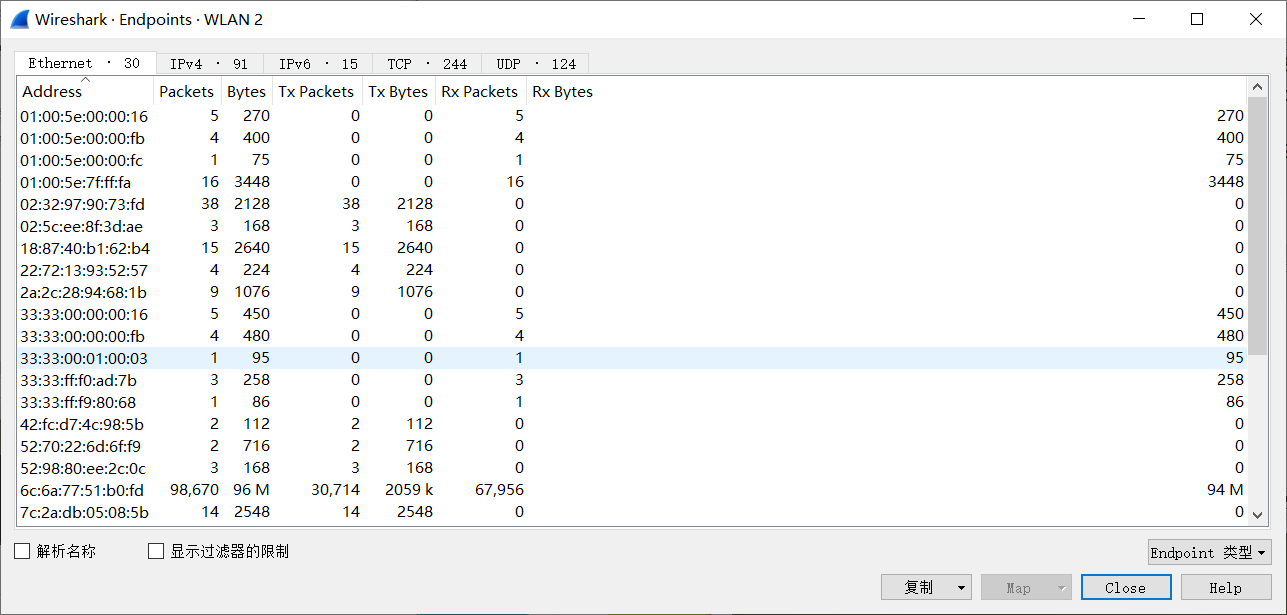 Wireshark · Endpoints · WLAN 2
Ethernet · 30 IPv4 · 91 IPv6 · 15 TCP · 244 UDP · 124
Address Packets Bytes Tx Packets Tx Bytes Rx Packets Rx Bytes
01:00:5e:00:00:16 5 270 0 0 5 270
01:00:5e:00:00:fb 4 400 0 0 4 400
01:00:5e:00:00:fc 1 75 0 0 1 75
01:00:5e:7f:ff:fa 16 3448 0 0 16 3448
02:32:97:90:73:fd 38 2128 38 2128 0 0
02:5c:ee:8f:3d:ae 3 168 3 168 0 0
18:87:40:b1:62:b4 15 2640 15 2640 0 0
22:72:13:93:52:57 4 224 4 224 0 0
2a:2c:28:94:68:1b 9 1076 9 1076 0 0
33:33:00:00:00:16 5 450 0 0 5 450
33:33:00:00:00:fb 4 480 0 0 4 480
33:33:00:01:00:03 1 95 0 0 1 95
33:33:ff:f0:ad:7b 3 258 0 0 3 258
33:33:ff:f9:80:68 1 86 0 0 1 86
42:fc:d7:4c:98:5b 2 112 2 112 0 0
52:70:22:6d:6f:f9 2 716 2 716 0 0
52:98:80:ee:2c:0c 3 168 3 168 0 0
6c:6a:77:51:b0:fd 98,670 96 M 30,714 2059 k 67,956 94 M
7c:2a:db:05:08:5b 14 2548 14 2548 0 0
解析名称 显示过滤器的限制 Endpoint 类型
复制 Map Close Help